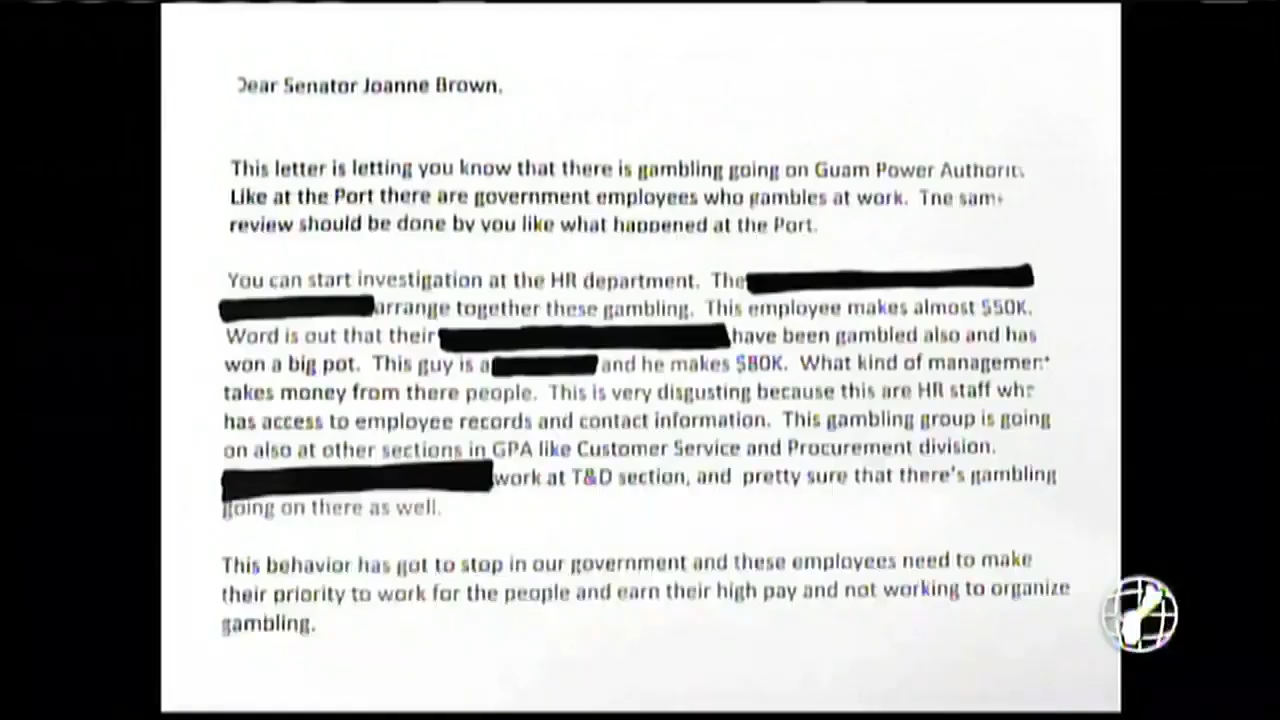 Dear Senator Joanne Brown,
This letter is letting you know that there is gambling going on Guam Power Authority.
Like at the Port there are government employees who gambles at work. The same
review should be done by you like what happened at the Port.
You can start investigation at the HR department. The
arrange together these gambling. This employee makes almost $50K.
Word is out that their have been gambled also and has
won a big pot. This guy is a and he makes $80K. What kind of management
takes money from there people. This is very disgusting because this are HR staff who
has access to employee records and contact information. This gambling group is going
on also at other sections in GPA like Customer Service and Procurement division.
work at T&D section, and pretty sure that there's gambling
going on there as well.
This behavior has got to stop in our government and these employees need to make
their priority to work for the people and earn their high pay and not working to organize
gambling.